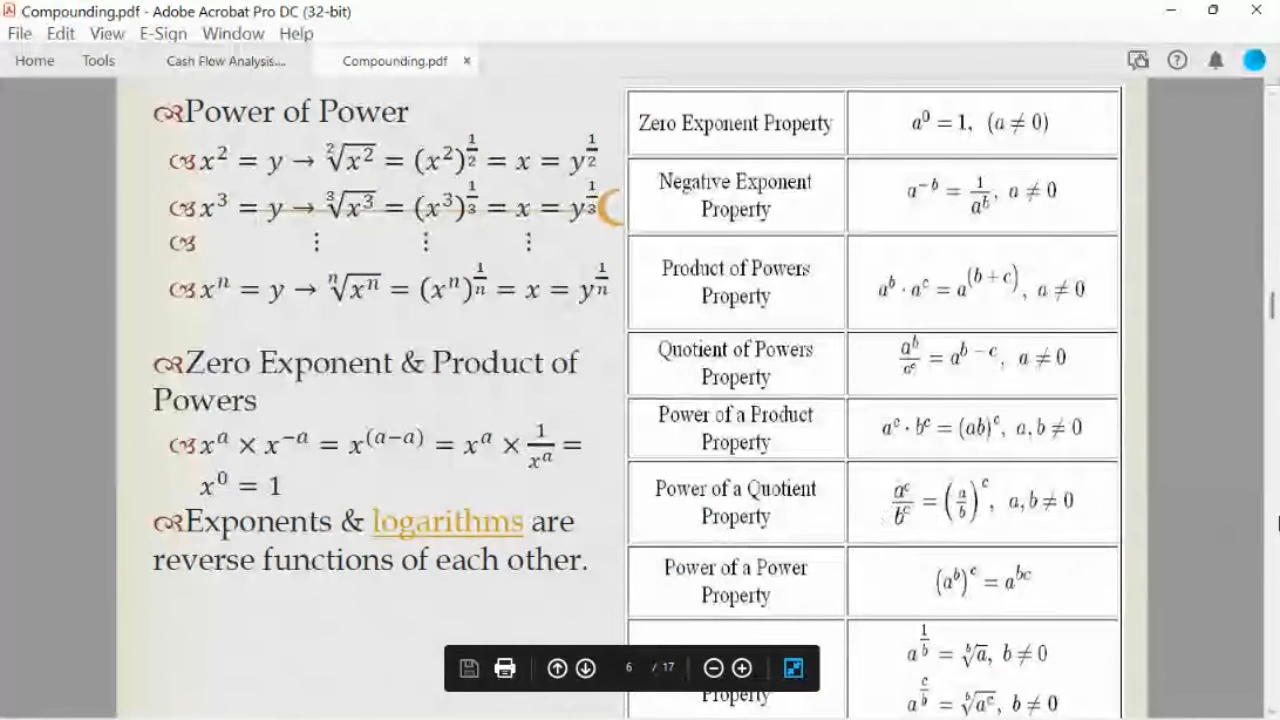 Compounding.pdf - Adobe Acrobat Pro DC (32-bit)
File Edit View E-Sign Window Help
Home Tools Cash Flow Analysis... Compounding.pdf ×
Power of Power
x² = y → ²√x² = (x²)^(1/2) = x = y^(1/2)
x³ = y → ³√x³ = (x³)^(1/3) = x = y^(1/3)
⋮ ⋮ ⋮
xⁿ = y → ⁿ√xⁿ = (xⁿ)^(1/n) = x = y^(1/n)
Zero Exponent & Product of
Powers
x^a × x^(-a) = x^(a-a) = x^a × 1/x^a =
x⁰ = 1
Exponents & logarithms are
reverse functions of each other.
Zero Exponent Property a⁰ = 1, (a ≠ 0)
Negative Exponent
Property
a^(-b) = 1/a^b, a ≠ 0
Product of Powers
Property
a^b · a^c = a^(b + c), a ≠ 0
Quotient of Powers
Property
a^b/a^c = a^(b - c), a ≠ 0
Power of a Product
Property
a^c · b^c = (ab)^c, a, b ≠ 0
Power of a Quotient
Property
a^c/b^c = (a/b)^c, a, b ≠ 0
Power of a Power
Property
(a^b)^c = a^(bc)
Property
a^(1/b) = ᵇ√a, b ≠ 0
a^(c/b) = ᵇ√a^c, b ≠ 0
6 / 17